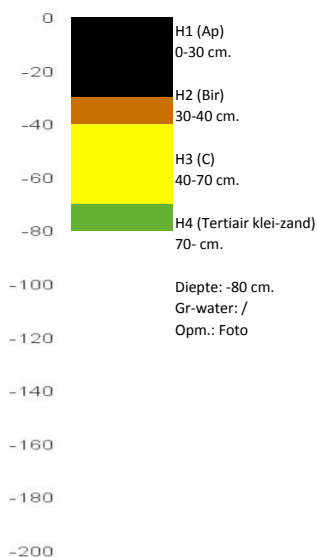 0
-20
-40
-60
-80
-100
-120
-140
-160
-180
-200
H1 (Ap)
0-30 cm.
H2 (Bir)
30-40 cm.
H3 (C)
40-70 cm.
H4 (Tertiair klei-zand)
70- cm.
Diepte: -80 cm.
Gr-water: /
Opm.: Foto